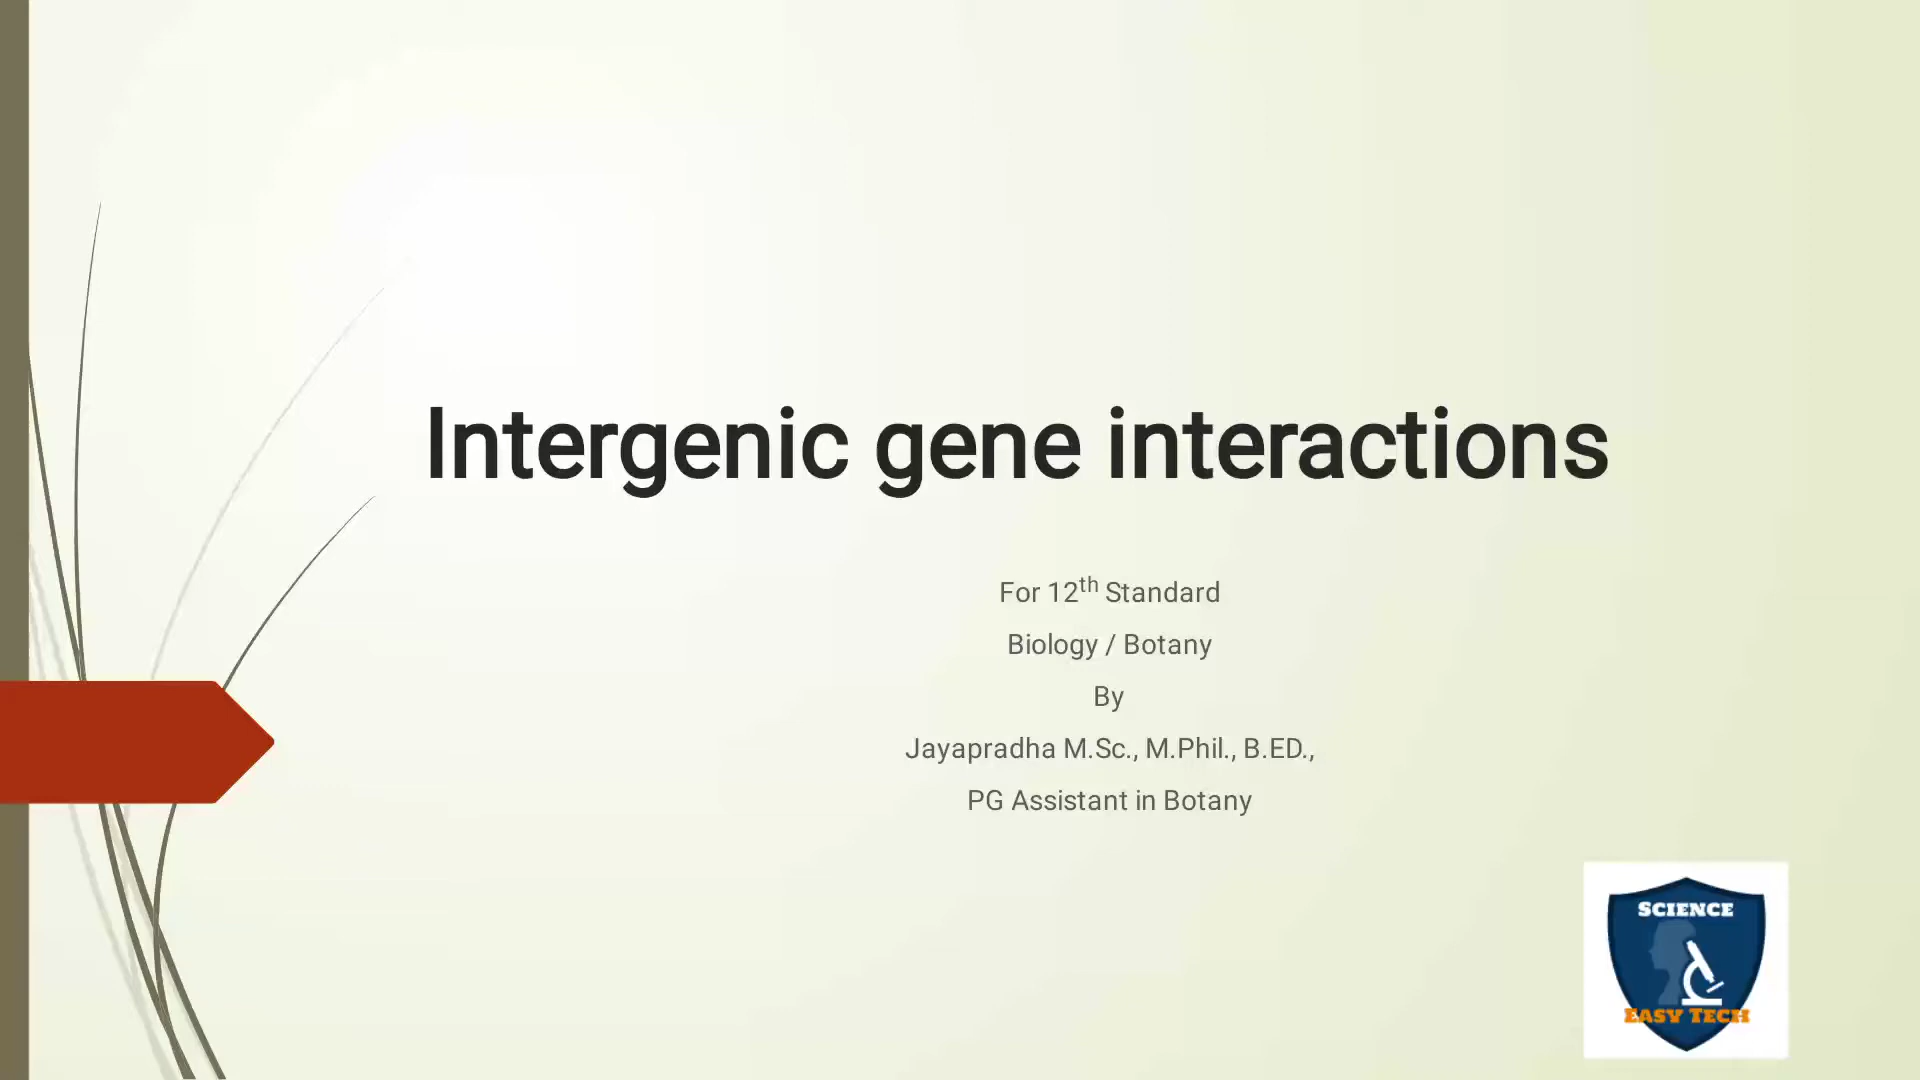 Intergenic gene interactions
For 12th Standard
Biology / Botany
By
Jayapradha M.Sc., M.Phil., B.ED.,
PG Assistant in Botany
SCIENCE
EASY TECH